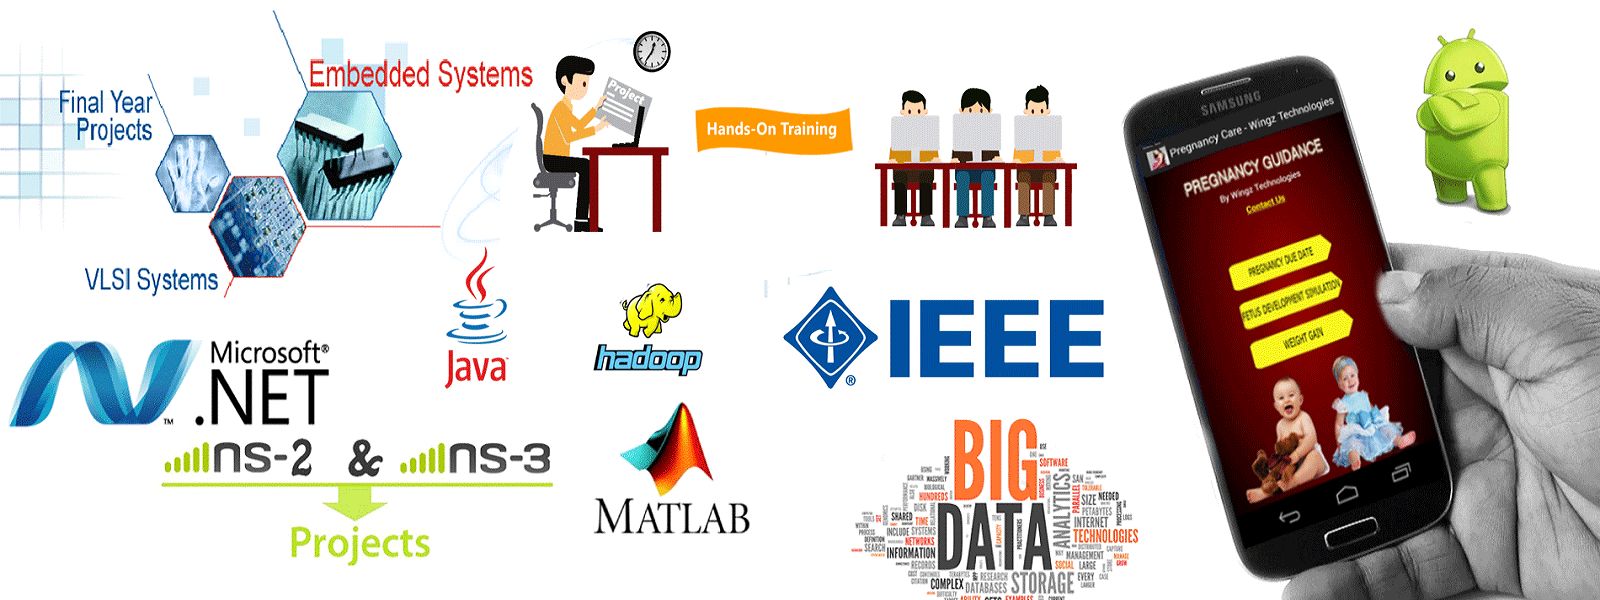 Embedded Systems
Final Year
Projects
VLSI Systems
Project
Hands-On Training
Microsoft®
.NET
™
ns-2 & ns-3
Projects
Java
hadoop
MATLAB
IEEE
®
BIG
DATA
ANALYTICS
STORAGE
SOFTWARE
HUNDREDS
SHARED
TIME
INCLUDE SYSTEMS
NETWORKS
INFORMATION
SEARCH
RECORDS
COMPLEX
RESEARCH
DATABASES
SIZE NEEDED
PETABYTES
INTERNET
TECHNOLOGIES
MANAGEMENT
SOCIAL LARGE
EVERY
PARALLEL
SAMSUNG
Pregnancy Care - Wingz Technologies
PREGNANCY GUIDANCE
By Wingz Technologies
Contact Us
PREGNANCY DUE DATE
FETUS DEVELOPMENT SIMULATION
WEIGHT GAIN